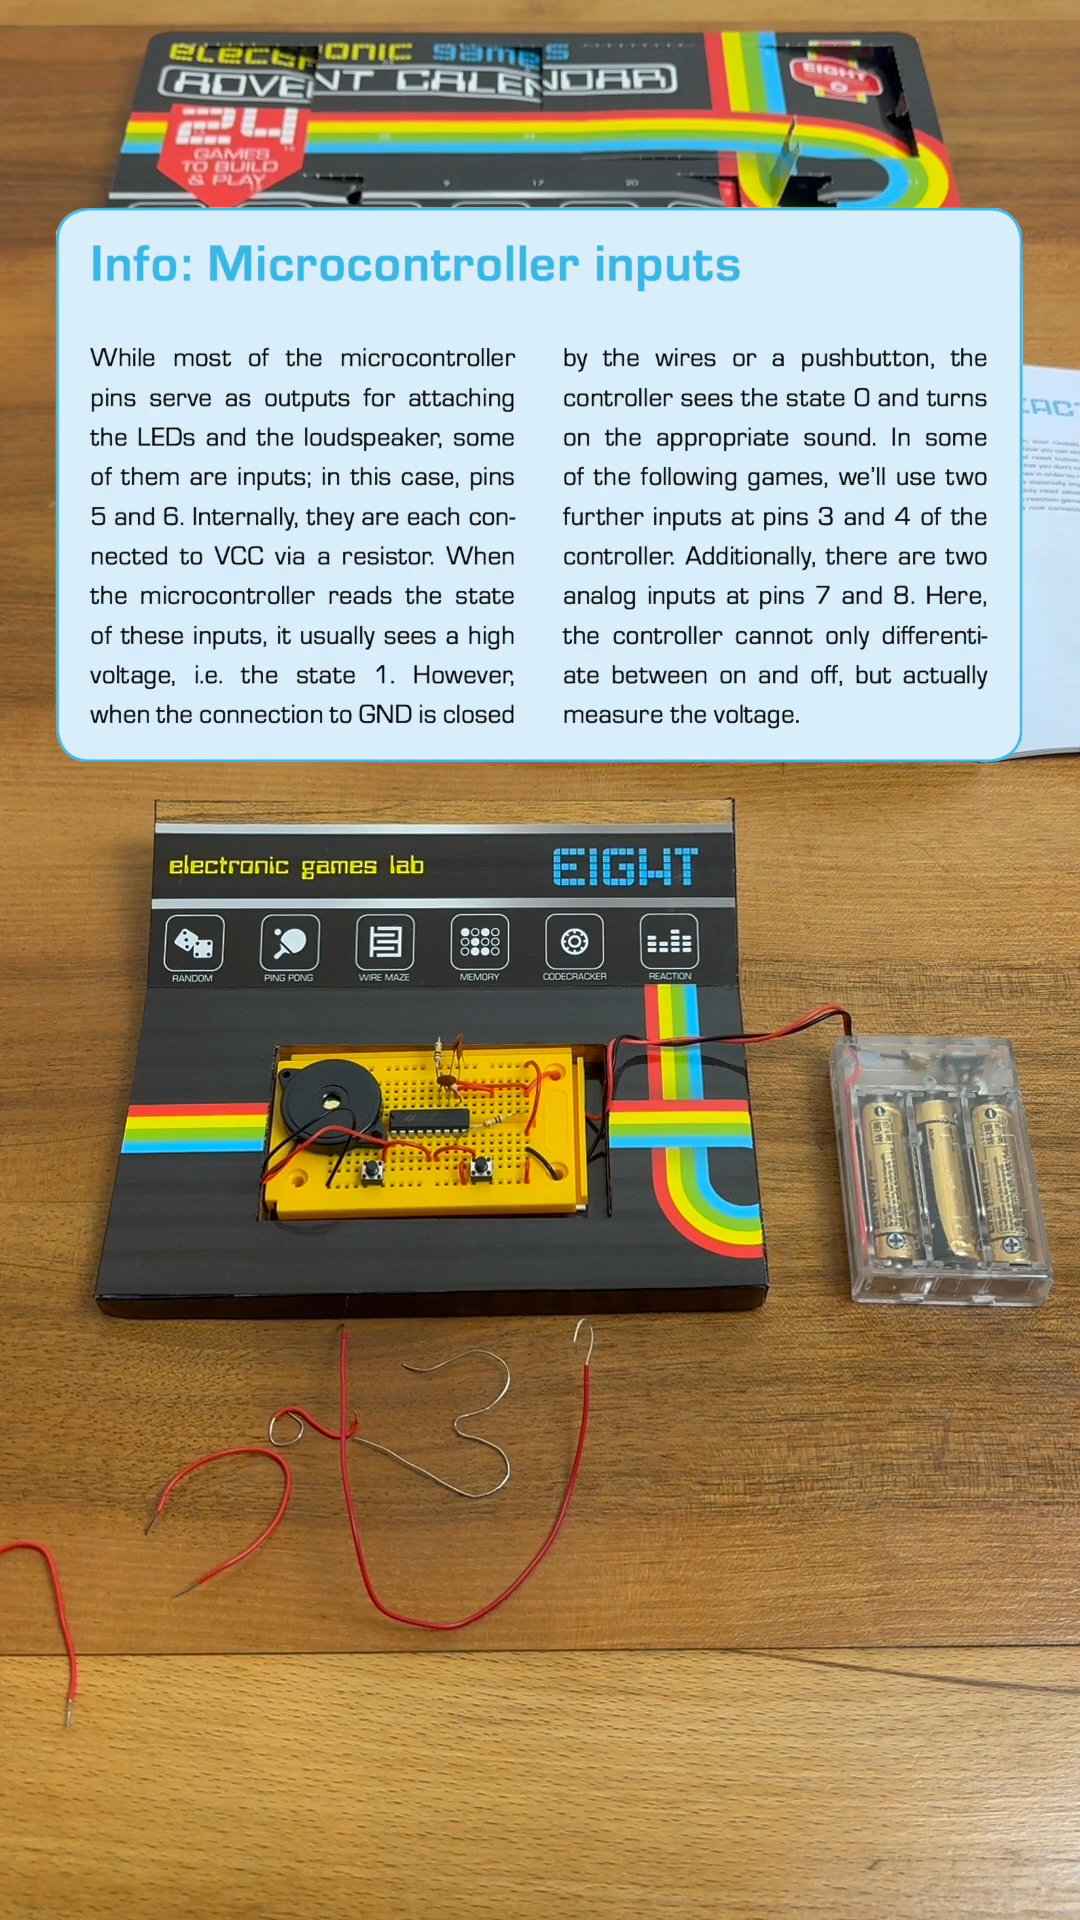 electronic games
ADVENT CALENDAR
EIGHT
24
GAMES
TO BUILD
& PLAY
24
9
17
20
11
Info: Microcontroller inputs
While most of the microcontroller
pins serve as outputs for attaching
the LEDs and the loudspeaker, some
of them are inputs; in this case, pins
5 and 6. Internally, they are each con-
nected to VCC via a resistor. When
the microcontroller reads the state
of these inputs, it usually sees a high
voltage, i.e. the state 1. However,
when the connection to GND is closed
by the wires or a pushbutton, the
controller sees the state 0 and turns
on the appropriate sound. In some
of the following games, we'll use two
further inputs at pins 3 and 4 of the
controller. Additionally, there are two
analog inputs at pins 7 and 8. Here,
the controller cannot only differenti-
ate between on and off, but actually
measure the voltage.
electronic games lab
EIGHT
RANDOM
PING PONG
WIRE MAZE
MEMORY
CODECRACKER
REACTION